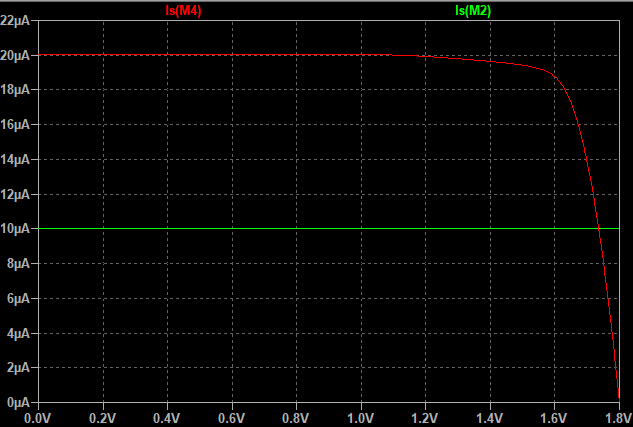 Is(M4) Is(M2)
22µA
20µA
18µA
16µA
14µA
12µA
10µA
8µA
6µA
4µA
2µA
0µA
0.0V 0.2V 0.4V 0.6V 0.8V 1.0V 1.2V 1.4V 1.6V 1.8V